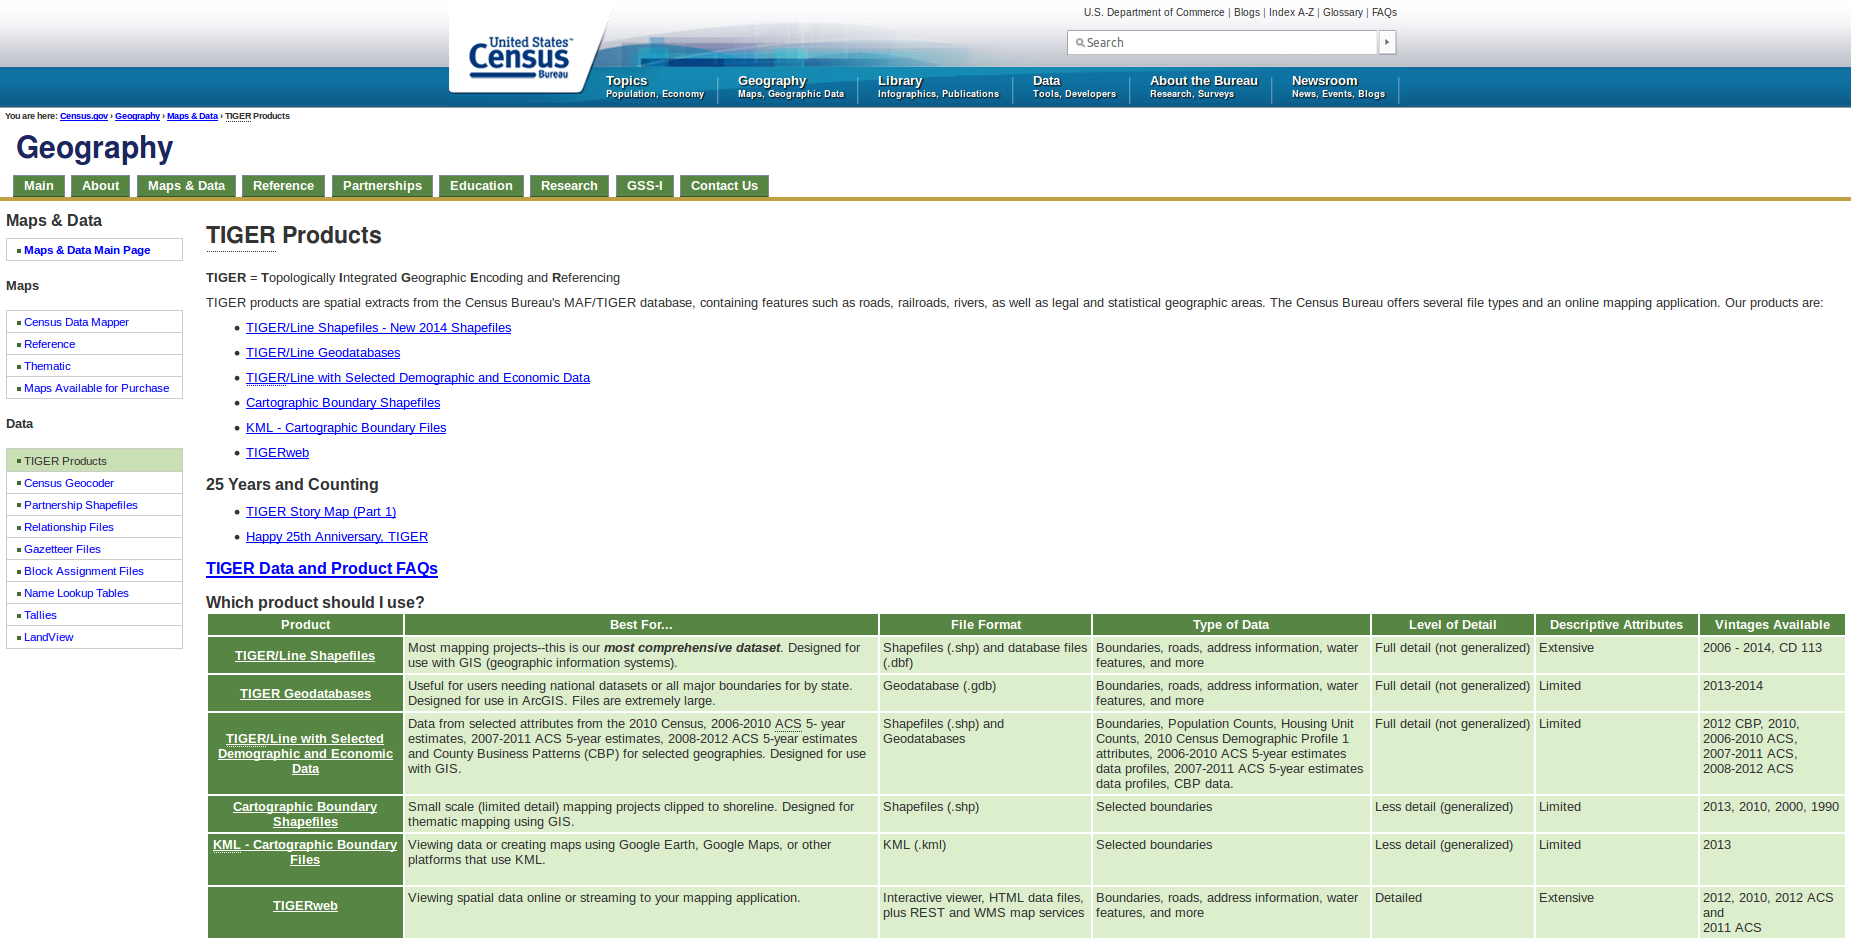 U.S. Department of Commerce | Blogs | Index A-Z | Glossary | FAQs
United States™
Census
Bureau
Search
Topics
Population, Economy
Geography
Maps, Geographic Data
Library
Infographics, Publications
Data
Tools, Developers
About the Bureau
Research, Surveys
Newsroom
News, Events, Blogs
You are here: Census.gov › Geography › Maps & Data › TIGER Products
Geography
Main
About
Maps & Data
Reference
Partnerships
Education
Research
GSS-I
Contact Us
Maps & Data
Maps & Data Main Page
Maps
Census Data Mapper
Reference
Thematic
Maps Available for Purchase
Data
TIGER Products
Census Geocoder
Partnership Shapefiles
Relationship Files
Gazetteer Files
Block Assignment Files
Name Lookup Tables
Tallies
LandView
TIGER Products
TIGER = Topologically Integrated Geographic Encoding and Referencing
TIGER products are spatial extracts from the Census Bureau's MAF/TIGER database, containing features such as roads, railroads, rivers, as well as legal and statistical geographic areas. The Census Bureau offers several file types and an online mapping application. Our products are:
• TIGER/Line Shapefiles - New 2014 Shapefiles
• TIGER/Line Geodatabases
• TIGER/Line with Selected Demographic and Economic Data
• Cartographic Boundary Shapefiles
• KML - Cartographic Boundary Files
• TIGERweb
25 Years and Counting
• TIGER Story Map (Part 1)
• Happy 25th Anniversary, TIGER
TIGER Data and Product FAQs
Which product should I use?
Product
Best For...
File Format
Type of Data
Level of Detail
Descriptive Attributes
Vintages Available
TIGER/Line Shapefiles
Most mapping projects--this is our most comprehensive dataset. Designed for
use with GIS (geographic information systems).
Shapefiles (.shp) and database files
(.dbf)
Boundaries, roads, address information, water
features, and more
Full detail (not generalized)
Extensive
2006 - 2014, CD 113
TIGER Geodatabases
Useful for users needing national datasets or all major boundaries for by state.
Designed for use in ArcGIS. Files are extremely large.
Geodatabase (.gdb)
Boundaries, roads, address information, water
features, and more
Full detail (not generalized)
Limited
2013-2014
TIGER/Line with Selected
Demographic and Economic
Data
Data from selected attributes from the 2010 Census, 2006-2010 ACS 5- year
estimates, 2007-2011 ACS 5-year estimates, 2008-2012 ACS 5-year estimates
and County Business Patterns (CBP) for selected geographies. Designed for use
with GIS.
Shapefiles (.shp) and
Geodatabases
Boundaries, Population Counts, Housing Unit
Counts, 2010 Census Demographic Profile 1
attributes, 2006-2010 ACS 5-year estimates
data profiles, 2007-2011 ACS 5-year estimates
data profiles, CBP data.
Full detail (not generalized)
Limited
2012 CBP, 2010,
2006-2010 ACS,
2007-2011 ACS,
2008-2012 ACS
Cartographic Boundary
Shapefiles
Small scale (limited detail) mapping projects clipped to shoreline. Designed for
thematic mapping using GIS.
Shapefiles (.shp)
Selected boundaries
Less detail (generalized)
Limited
2013, 2010, 2000, 1990
KML - Cartographic Boundary
Files
Viewing data or creating maps using Google Earth, Google Maps, or other
platforms that use KML.
KML (.kml)
Selected boundaries
Less detail (generalized)
Limited
2013
TIGERweb
Viewing spatial data online or streaming to your mapping application.
Interactive viewer, HTML data files,
plus REST and WMS map services
Boundaries, roads, address information, water
features, and more
Detailed
Extensive
2012, 2010, 2012 ACS
and
2011 ACS